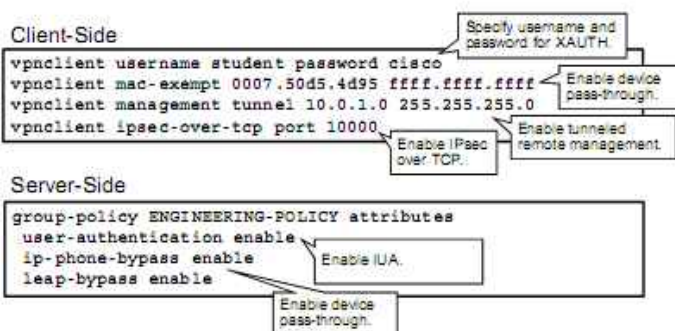 Client-Side
Specify username and
password for XAUTH.
vpnclient username student password cisco
vpnclient mac-exempt 0007.50d5.4d95 ffff.ffff.ffff
Enable device
pass-through.
vpnclient management tunnel 10.0.1.0 255.255.255.0
vpnclient ipsec-over-tcp port 10000
Enable IPsec
over TCP.
Enable tunneled
remote management.
Server-Side
group-policy ENGINEERING-POLICY attributes
user-authentication enable
ip-phone-bypass enable
Enable IUA.
leap-bypass enable
Enable device
pass-through.